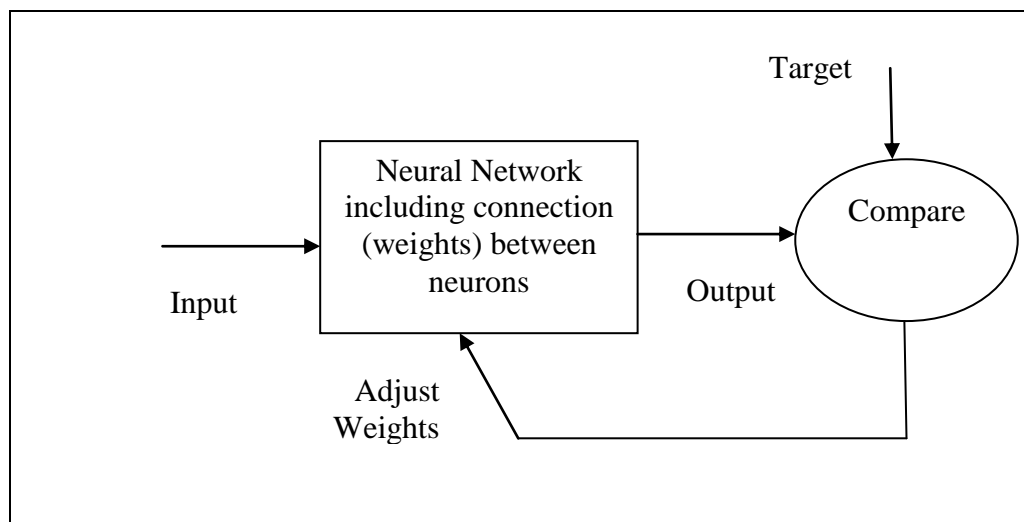 Target
Neural Network
including connection
(weights) between
neurons
Compare
Input
Output
Adjust
Weights